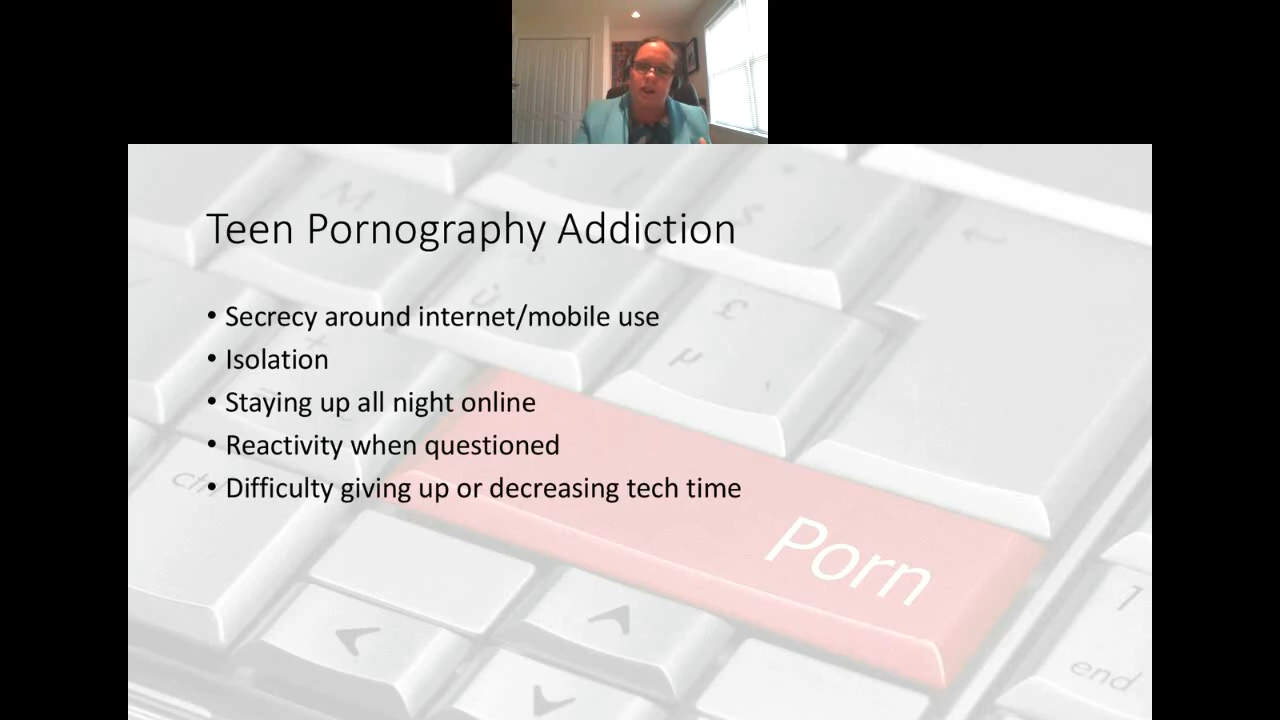 Teen Pornography Addiction
• Secrecy around internet/mobile use
• Isolation
• Staying up all night online
• Reactivity when questioned
• Difficulty giving up or decreasing tech time
Porn
end